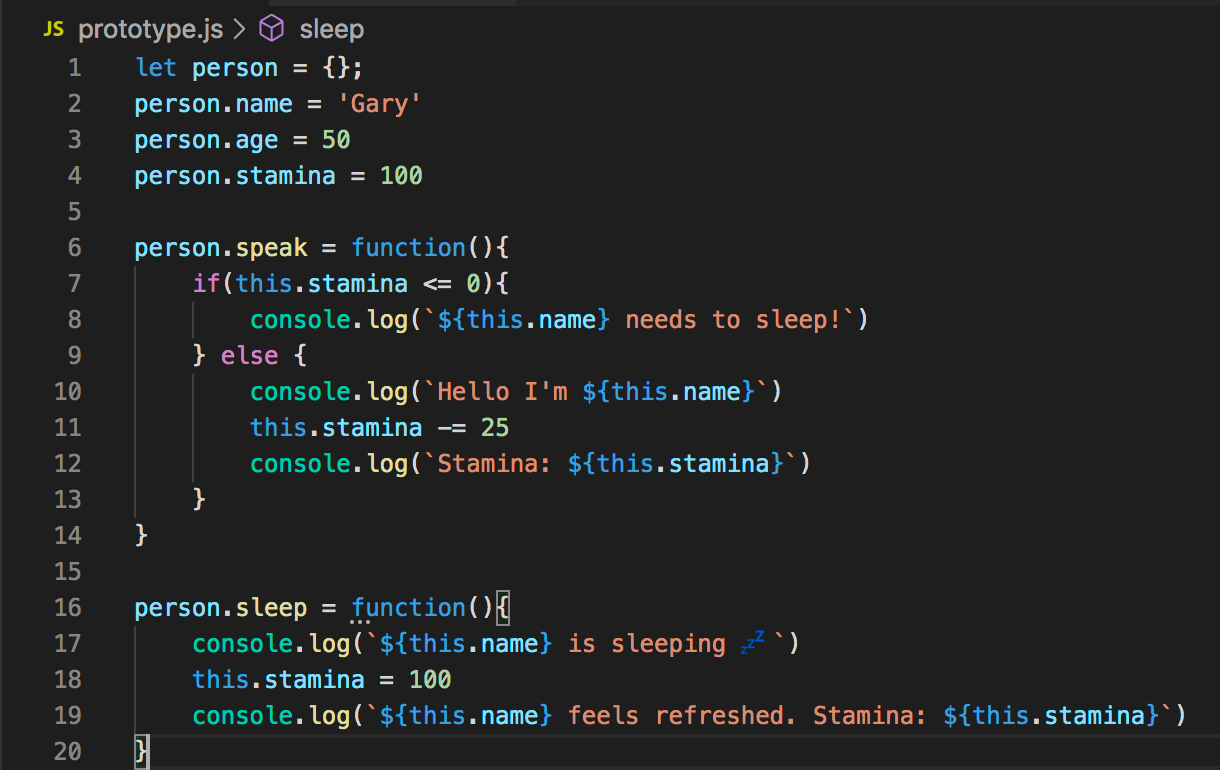 JS prototype.js > sleep
1 let person = {};
2 person.name = 'Gary'
3 person.age = 50
4 person.stamina = 100
5
6 person.speak = function(){
7     if(this.stamina <= 0){
8         console.log(`${this.name} needs to sleep!`)
9     } else {
10         console.log(`Hello I'm ${this.name}`)
11         this.stamina -= 25
12         console.log(`Stamina: ${this.stamina}`)
13     }
14 }
15
16 person.sleep = function(){
17     console.log(`${this.name} is sleeping 💤 `)
18     this.stamina = 100
19     console.log(`${this.name} feels refreshed. Stamina: ${this.stamina}`)
20 }